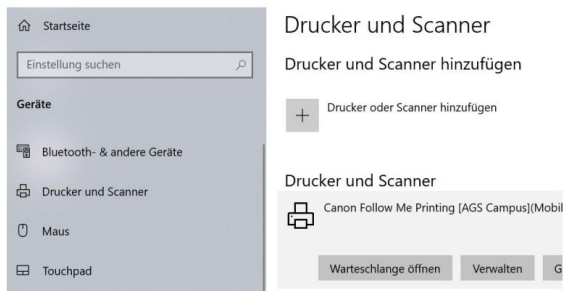 Startseite
Einstellung suchen
Geräte
Bluetooth- & andere Geräte
Drucker und Scanner
Maus
Touchpad
Drucker und Scanner
Drucker und Scanner hinzufügen
Drucker oder Scanner hinzufügen
Drucker und Scanner
Canon Follow Me Printing [AGS Campus](Mobil
Warteschlange öffnen
Verwalten
G